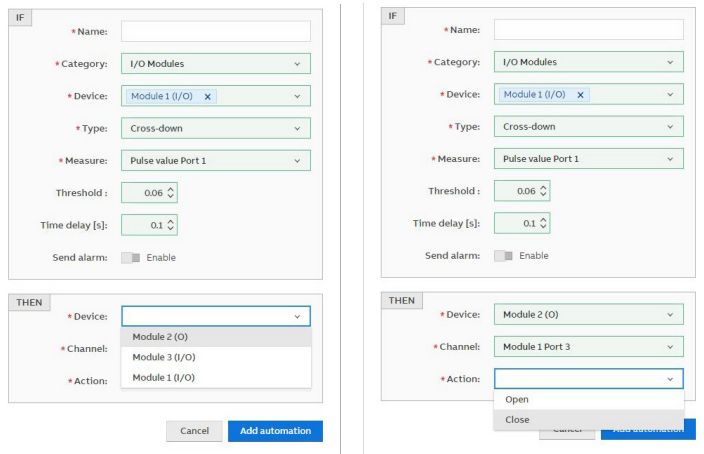 IF
* Name:
* Category: I/O Modules
* Device: Module 1 (I/O) X
* Type: Cross-down
* Measure: Pulse value Port 1
Threshold : 0.06
Time delay [s]: 0.1
Send alarm: Enable
THEN
* Device:
Module 2 (O)
* Channel:
Module 3 (I/O)
Module 1 (I/O)
* Action:
Cancel Add automation
IF
* Name:
* Category: I/O Modules
* Device: Module 1 (I/O) X
* Type: Cross-down
* Measure: Pulse value Port 1
Threshold : 0.06
Time delay [s]: 0.1
Send alarm: Enable
THEN
* Device: Module 2 (O)
* Channel: Module 1 Port 3
* Action:
Open
Close
Cancel Add automation